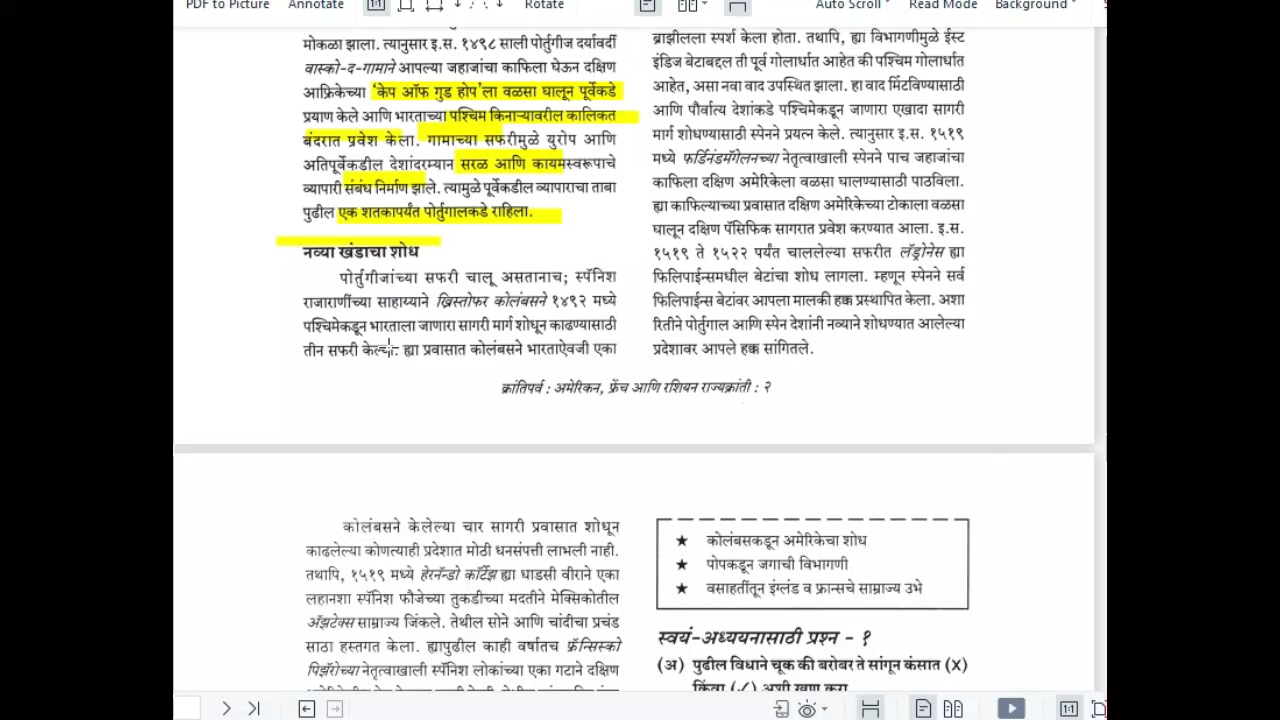 PDF to Picture Annotate Rotate Auto Scroll Read Mode Background
मोकळा झाला. त्यानुसार इ.स. १४९८ साली पोर्तुगीज दर्यावर्दी
वास्को-द-गामाने आपल्या जहाजांचा काफिला घेऊन दक्षिण
आफ्रिकेच्या ‘केप ऑफ गुड होप’ला वळसा घालून पूर्वेकडे
प्रयाण केले आणि भारताच्या पश्चिम किनाऱ्यावरील कालिकत
बंदरात प्रवेश केला. गामाच्या सफरीमुळे युरोप आणि
अतिपूर्वेकडील देशांदरम्यान सरळ आणि कायमस्वरूपाचे
व्यापारी संबंध निर्माण झाले. त्यामुळे पूर्वेकडील व्यापाराचा ताबा
पुढील एक शतकापर्यंत पोर्तुगालकडे राहिला.
नव्या खंडाचा शोध
पोर्तुगीजांच्या सफरी चालू असतानाच; स्पॅनिश
राजाराणींच्या साहाय्याने ख्रिस्तोफर कोलंबसने १४९२ मध्ये
पश्चिमेकडून भारताला जाणारा सागरी मार्ग शोधून काढण्यासाठी
तीन सफरी केल्या. ह्या प्रवासात कोलंबसने भारताऐवजी एका
ब्राझीलला स्पर्श केला होता. तथापि, ह्या विभागणीमुळे ईस्ट
इंडिज बेटाबद्दल ती पूर्व गोलार्धात आहेत की पश्चिम गोलार्धात
आहेत, असा नवा वाद उपस्थित झाला. हा वाद मिंटविण्यासाठी
आणि पौर्वात्य देशांकडे पश्चिमेकडून जाणारा एखादा सागरी
मार्ग शोधण्यासाठी स्पेनने प्रयत्न केले. त्यानुसार इ.स. १५१९
मध्ये फर्डिनंडमॅगेलनच्या नेतृत्वाखाली स्पेनने पाच जहाजांचा
काफिला दक्षिण अमेरिकेला वळसा घालण्यासाठी पाठविला.
ह्या काफिल्याच्या प्रवासात दक्षिण अमेरिकेच्या टोकाला वळसा
घालून दक्षिण पॅसिफिक सागरात प्रवेश करण्यात आला. इ.स.
१५१९ ते १५२२ पर्यंत चाललेल्या सफरीत लॅड्रोनेस ह्या
फिलिपाईन्समधील बेटांचा शोध लागला. म्हणून स्पेनने सर्व
फिलिपाईन्स बेटांवर आपला मालकी हक्क प्रस्थापित केला. अशा
रितीने पोर्तुगाल आणि स्पेन देशांनी नव्याने शोधण्यात आलेल्या
प्रदेशावर आपले हक्क सांगितले.
क्रांतिपर्व : अमेरिकन, फ्रेंच आणि रशियन राज्यक्रांती : २
कोलंबसने केलेल्या चार सागरी प्रवासात शोधून
काढलेल्या कोणत्याही प्रदेशात मोठी धनसंपत्ती लाभली नाही.
तथापि, १५१९ मध्ये हेरनॅन्डो कॉर्टेझ ह्या धाडसी वीराने एका
लहानशा स्पॅनिश फौजेच्या तुकडीच्या मदतीने मेक्सिकोतील
ॲझटेक्स साम्राज्य जिंकले. तेथील सोने आणि चांदीचा प्रचंड
साठा हस्तगत केला. ह्यापुढील काही वर्षातच फ्रॅन्सिस्को
पिझॅरोच्या नेतृत्वाखाली स्पॅनिश लोकांच्या एका गटाने दक्षिण
★ कोलंबसकडून अमेरिकेचा शोध
★ पोपकडून जगाची विभागणी
★ वसाहतींतून इंग्लंड व फ्रान्सचे साम्राज्य उभे
स्वयं-अध्ययनासाठी प्रश्न - १
(अ) पुढील विधाने चूक की बरोबर ते सांगून कंसात (X)
किंवा (✓) अशी खूण करा